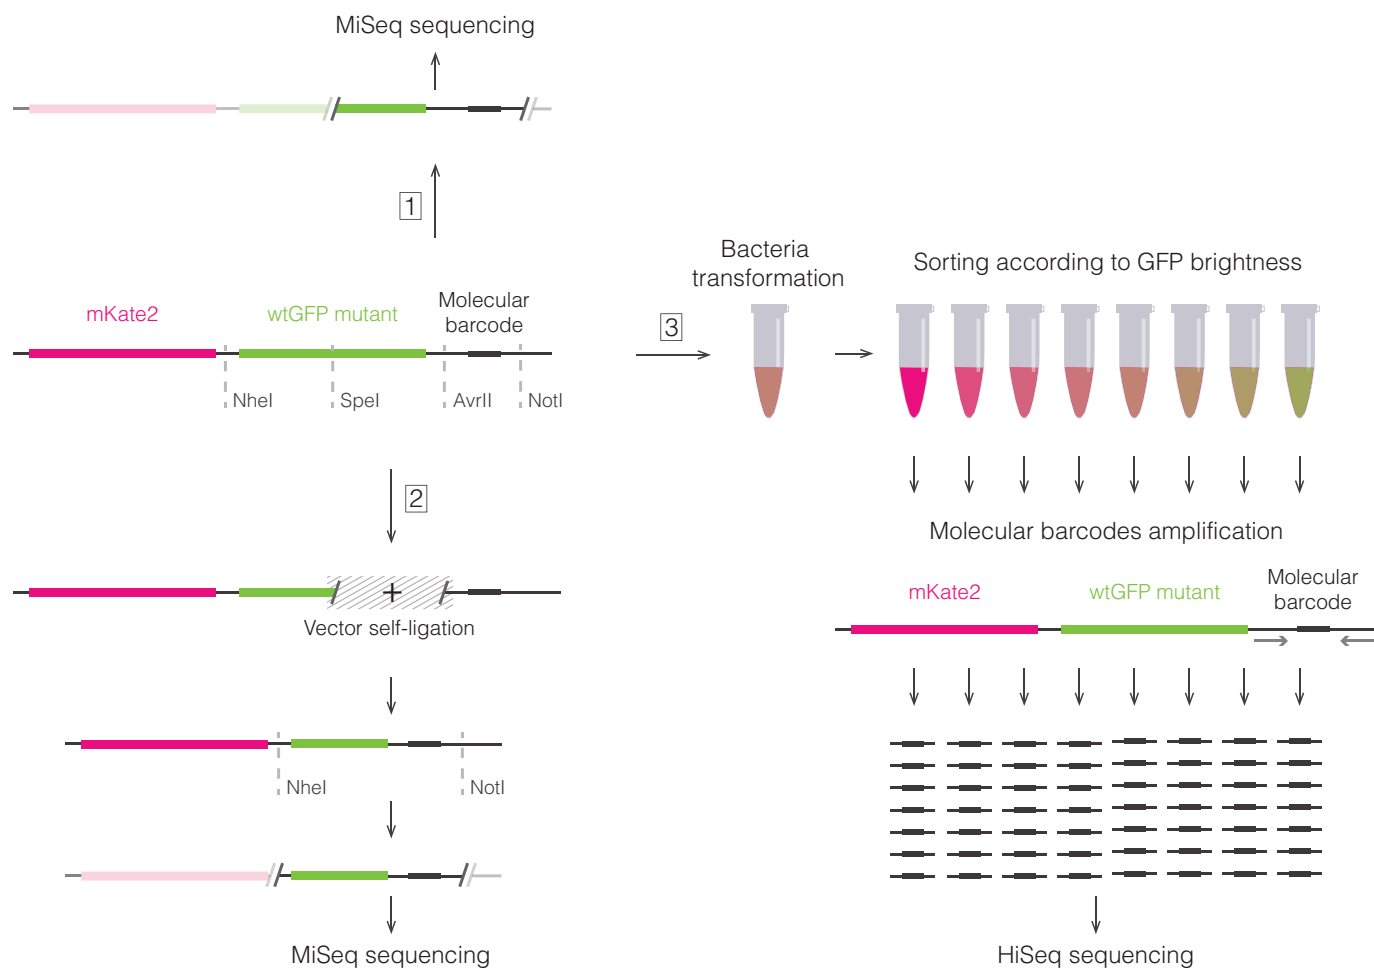 MiSeq sequencing
1
mKate2
wtGFP mutant
Molecular
barcode
NheI
SpeI
AvrII
NotI
2
+
Vector self-ligation
NheI
NotI
MiSeq sequencing
3
Bacteria
transformation
Sorting according to GFP brightness
Molecular barcodes amplification
mKate2
wtGFP mutant
Molecular
barcode
HiSeq sequencing